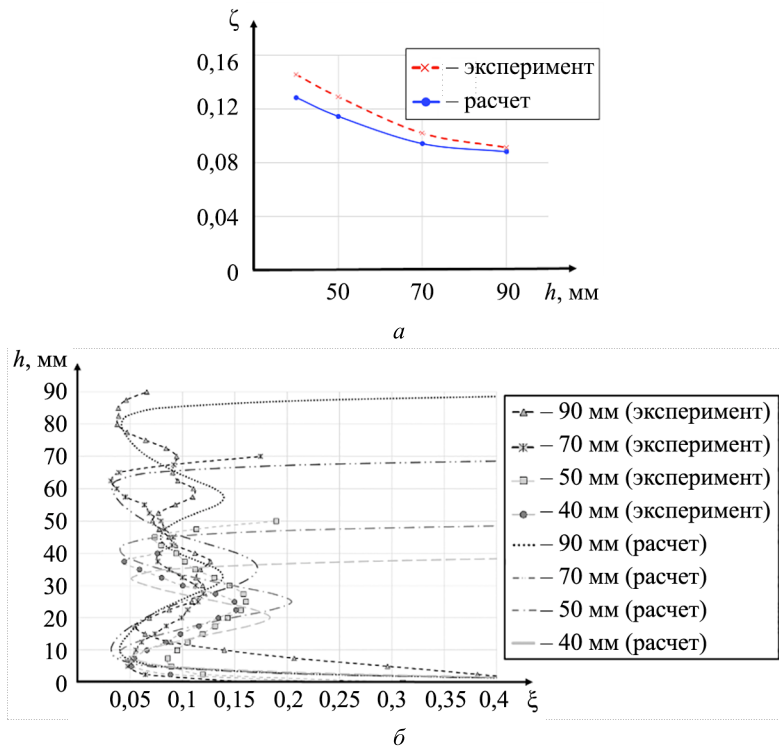 ζ
0,16
0,12
0,08
0,04
0
– эксперимент
– расчет
50 70 90 h, мм
а
h, мм
90
80
70
60
50
40
30
20
10
0
0,05 0,1 0,15 0,2 0,25 0,3 0,35 0,4 ξ
– 90 мм (эксперимент)
– 70 мм (эксперимент)
– 50 мм (эксперимент)
– 40 мм (эксперимент)
– 90 мм (расчет)
– 70 мм (расчет)
– 50 мм (расчет)
– 40 мм (расчет)
б